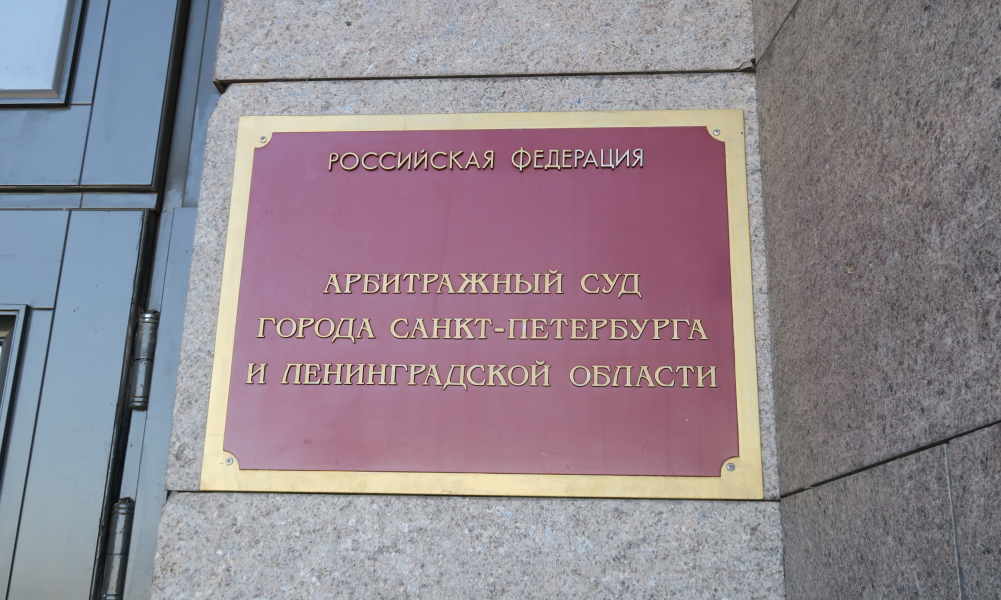 РОССИЙСКАЯ ФЕДЕРАЦИЯ
АРБИТРАЖНЫЙ СУД
ГОРОДА САНКТ-ПЕТЕРБУРГА
И ЛЕНИНГРАДСКОЙ ОБЛАСТИ